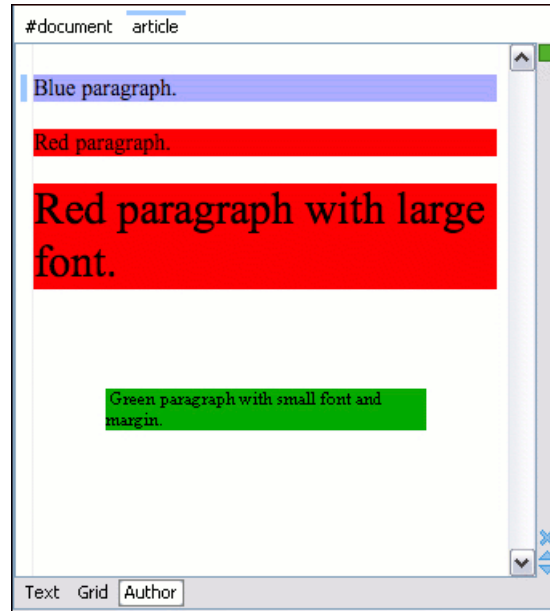 #document article
Blue paragraph.
Red paragraph.
Red paragraph with large
font.
Green paragraph with small font and
margin.
Text Grid Author